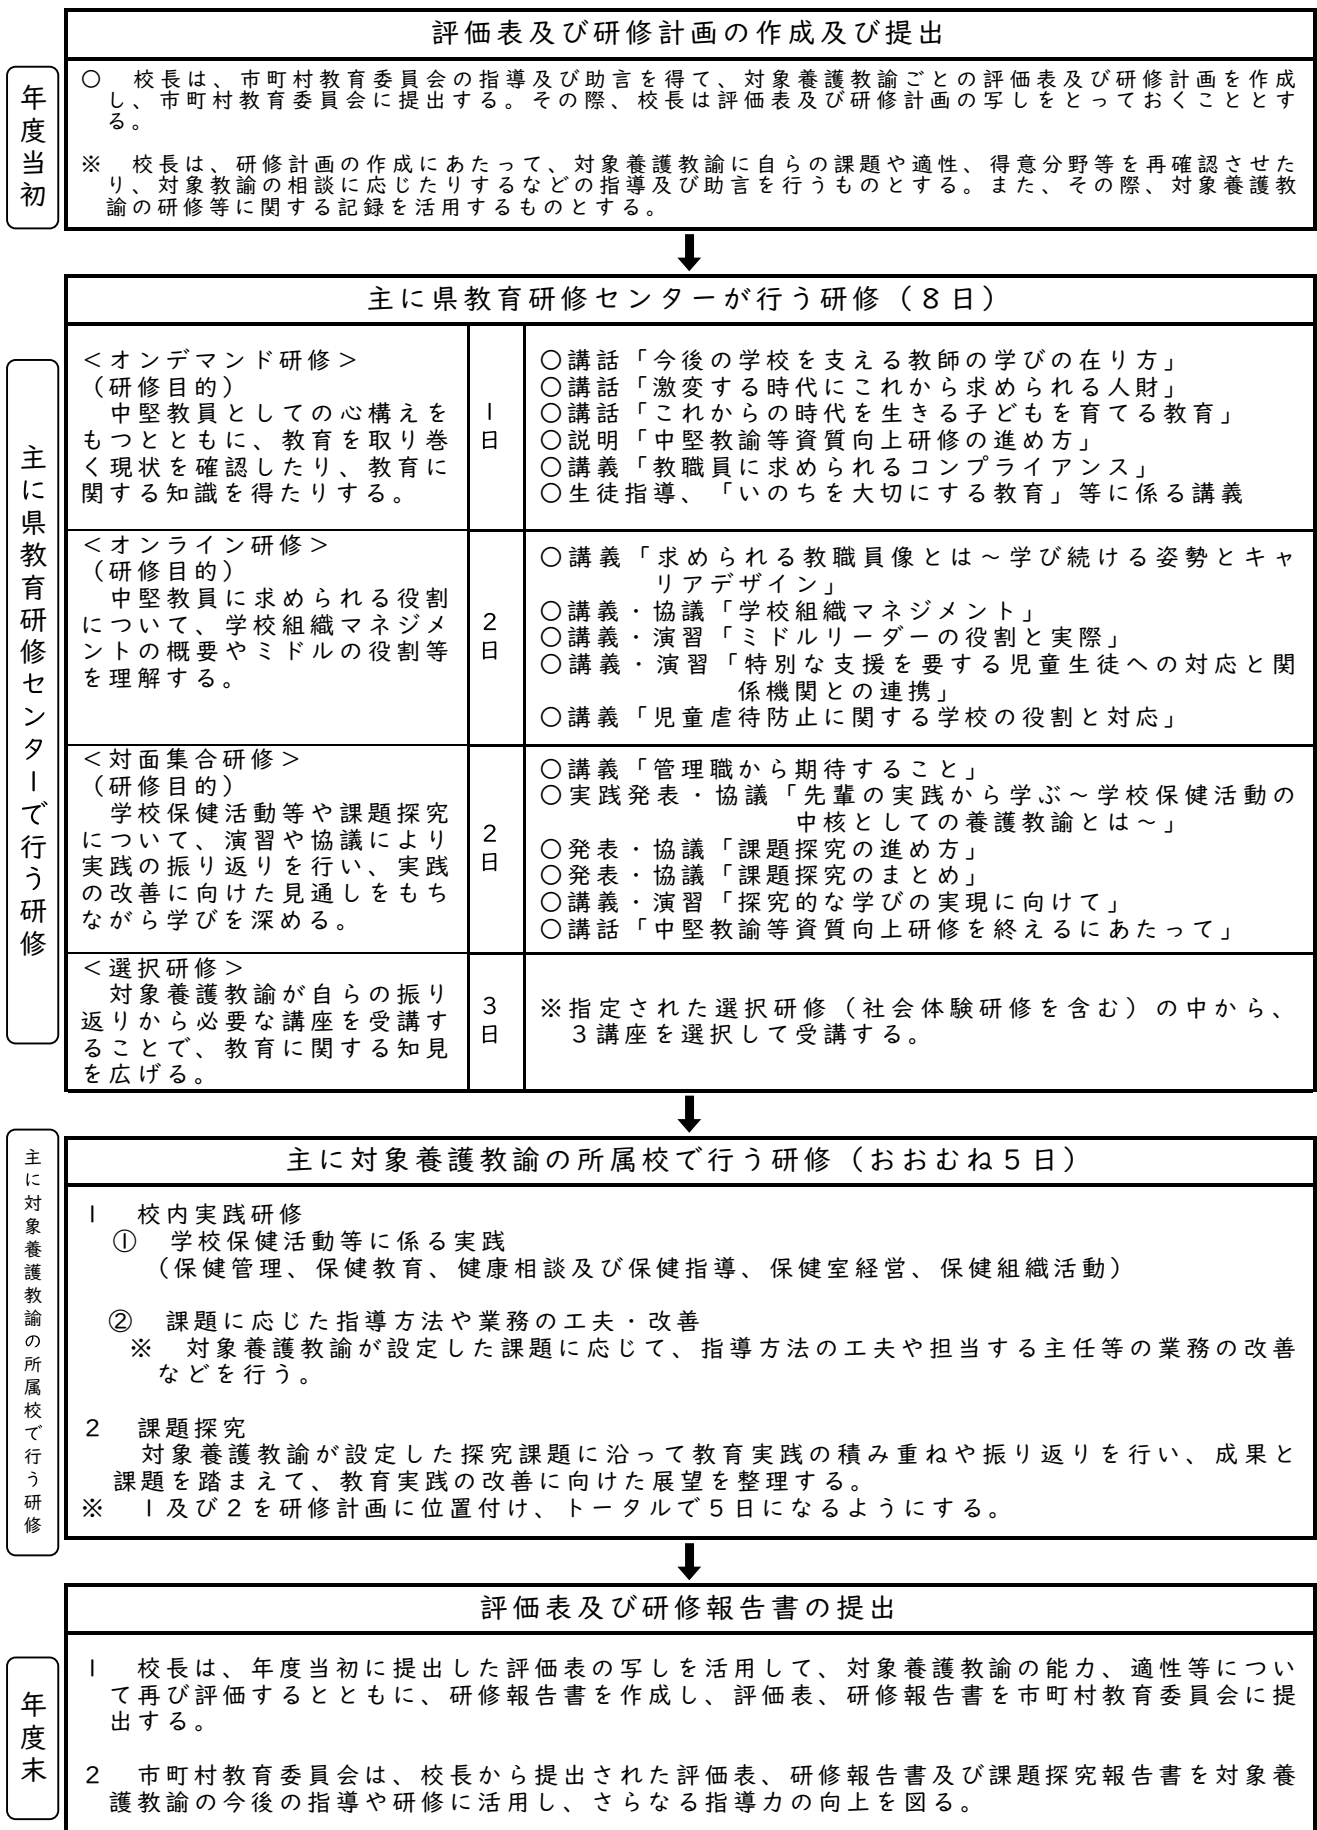 評価表及び研修計画の作成及び提出
年度当初
○　校長は、市町村教育委員会の指導及び助言を得て、対象養護教諭ごとの評価表及び研修計画を作成
し、市町村教育委員会に提出する。その際、校長は評価表及び研修計画の写しをとっておくこととす
る。
※　校長は、研修計画の作成にあたって、対象養護教諭に自らの課題や適性、得意分野等を再確認させた
り、対象教諭の相談に応じたりするなどの指導及び助言を行うものとする。また、その際、対象養護教
諭の研修等に関する記録を活用するものとする。
主に県教育研修センターが行う研修（８日）
主に県教育研修センターで行う研修
＜オンデマンド研修＞
（研修目的）
中堅教員としての心構えを
もつとともに、教育を取り巻
く現状を確認したり、教育に
関する知識を得たりする。
１
日
○講話「今後の学校を支える教師の学びの在り方」
○講話「激変する時代にこれから求められる人財」
○講話「これからの時代を生きる子どもを育てる教育」
○説明「中堅教諭等資質向上研修の進め方」
○講義「教職員に求められるコンプライアンス」
○生徒指導、「いのちを大切にする教育」等に係る講義
＜オンライン研修＞
（研修目的）
中堅教員に求められる役割
について、学校組織マネジメ
ントの概要やミドルの役割等
を理解する。
２
日
○講義「求められる教職員像とは～学び続ける姿勢とキャ
リアデザイン」
○講義・協議「学校組織マネジメント」
○講義・演習「ミドルリーダーの役割と実際」
○講義・演習「特別な支援を要する児童生徒への対応と関
係機関との連携」
○講義「児童虐待防止に関する学校の役割と対応」
＜対面集合研修＞
（研修目的）
学校保健活動等や課題探究
について、演習や協議により
実践の振り返りを行い、実践
の改善に向けた見通しをもち
ながら学びを深める。
２
日
○講義「管理職から期待すること」
○実践発表・協議「先輩の実践から学ぶ～学校保健活動の
中核としての養護教諭とは～」
○発表・協議「課題探究の進め方」
○発表・協議「課題探究のまとめ」
○講義・演習「探究的な学びの実現に向けて」
○講話「中堅教諭等資質向上研修を終えるにあたって」
＜選択研修＞
対象養護教諭が自らの振り
返りから必要な講座を受講す
ることで、教育に関する知見
を広げる。
３
日
※指定された選択研修（社会体験研修を含む）の中から、
３講座を選択して受講する。
主に対象養護教諭の所属校で行う研修（おおむね５日）
主に対象養護教諭の所属校で行う研修
１　校内実践研修
①　学校保健活動等に係る実践
（保健管理、保健教育、健康相談及び保健指導、保健室経営、保健組織活動）
②　課題に応じた指導方法や業務の工夫・改善
※　対象養護教諭が設定した課題に応じて、指導方法の工夫や担当する主任等の業務の改善
などを行う。
２　課題探究
対象養護教諭が設定した探究課題に沿って教育実践の積み重ねや振り返りを行い、成果と
課題を踏まえて、教育実践の改善に向けた展望を整理する。
※　１及び２を研修計画に位置付け、トータルで５日になるようにする。
評価表及び研修報告書の提出
年度末
１　校長は、年度当初に提出した評価表の写しを活用して、対象養護教諭の能力、適性等につい
て再び評価するとともに、研修報告書を作成し、評価表、研修報告書を市町村教育委員会に提
出する。
２　市町村教育委員会は、校長から提出された評価表、研修報告書及び課題探究報告書を対象養
護教諭の今後の指導や研修に活用し、さらなる指導力の向上を図る。